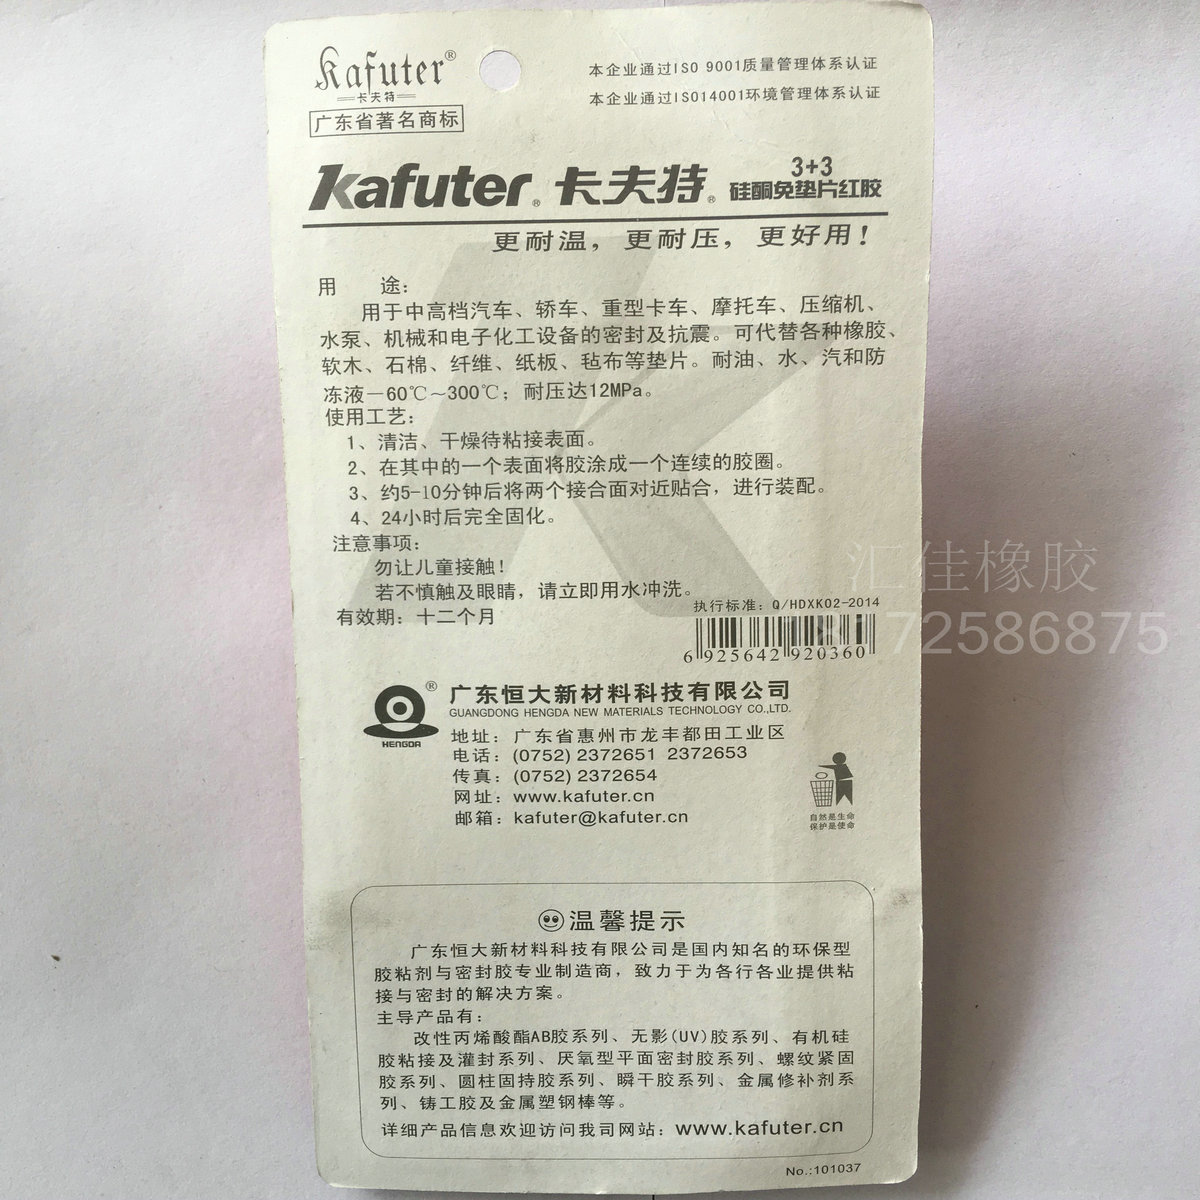 Kafuter®
卡夫特
广东省著名商标
本企业通过ISO 9001质量管理体系认证
本企业通过ISO14001环境管理体系认证
Kafuter® 卡夫特® 3+3
硅酮免垫片红胶
更耐温，更耐压，更好用！
用 途：
用于中高档汽车、轿车、重型卡车、摩托车、压缩机、
水泵、机械和电子化工设备的密封及抗震。可代替各种橡胶、
软木、石棉、纤维、纸板、毡布等垫片。耐油、水、汽和防
冻液－60℃～300℃；耐压达12MPa。
使用工艺：
1、清洁、干燥待粘接表面。
2、在其中的一个表面将胶涂成一个连续的胶圈。
3、约5-10分钟后将两个接合面对近贴合，进行装配。
4、24小时后完全固化。
注意事项：
勿让儿童接触！
若不慎触及眼睛，请立即用水冲洗。
有效期：十二个月
执行标准：Q/HDXK02-2014
6 925642 920360
汇佳橡胶
18172586875
HENGDA
®
广东恒大新材料科技有限公司
GUANGDONG HENGDA NEW MATERIALS TECHNOLOGY CO.,LTD.
地址：广东省惠州市龙丰都田工业区
电话：(0752) 2372651 2372653
传真：(0752) 2372654
网址：www.kafuter.cn
邮箱：kafuter@kafuter.cn
自然是生命
保护是使命
温馨提示
广东恒大新材料科技有限公司是国内知名的环保型
胶粘剂与密封胶专业制造商，致力于为各行各业提供粘
接与密封的解决方案。
主导产品有：
改性丙烯酸酯AB胶系列、无影(UV)胶系列、有机硅
胶粘接及灌封系列、厌氧型平面密封胶系列、螺纹紧固
胶系列、圆柱固持胶系列、瞬干胶系列、金属修补剂系
列、铸工胶及金属塑钢棒等。
详细产品信息欢迎访问我司网站：www.kafuter.cn
No.:101037